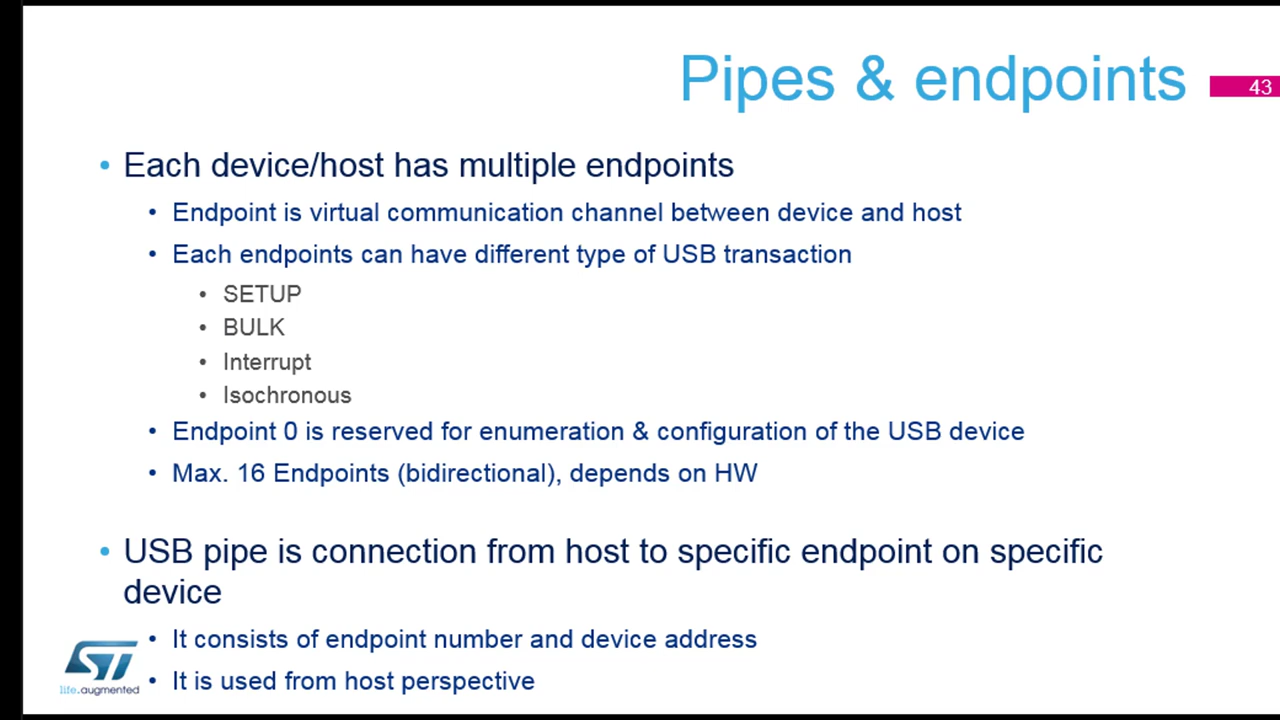 Pipes & endpoints
43
• Each device/host has multiple endpoints
• Endpoint is virtual communication channel between device and host
• Each endpoints can have different type of USB transaction
• SETUP
• BULK
• Interrupt
• Isochronous
• Endpoint 0 is reserved for enumeration & configuration of the USB device
• Max. 16 Endpoints (bidirectional), depends on HW
• USB pipe is connection from host to specific endpoint on specific
device
• It consists of endpoint number and device address
• It is used from host perspective
ST
life.augmented